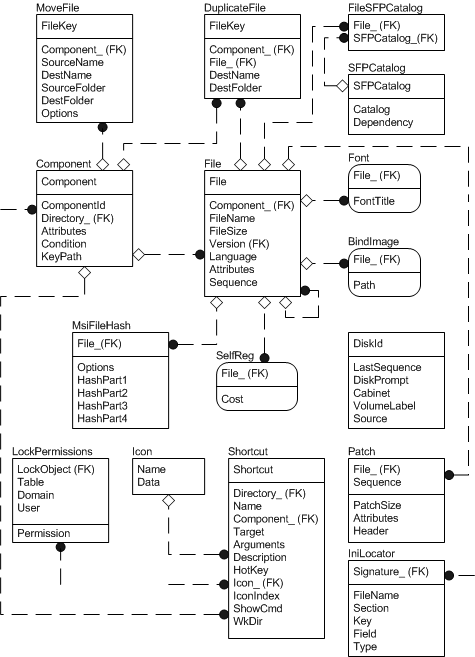 MoveFile
FileKey
Component_ (FK)
SourceName
DestName
SourceFolder
DestFolder
Options
DuplicateFile
FileKey
Component_ (FK)
File_ (FK)
DestName
DestFolder
FileSFPCatalog
File_ (FK)
SFPCatalog_(FK)
SFPCatalog
SFPCatalog
Catalog
Dependency
Component
Component
ComponentId
Directory_ (FK)
Attributes
Condition
KeyPath
File
File
Component_ (FK)
FileName
FileSize
Version (FK)
Language
Attributes
Sequence
Font
File_ (FK)
FontTitle
BindImage
File_ (FK)
Path
MsiFileHash
File_(FK)
Options
HashPart1
HashPart2
HashPart3
HashPart4
SelfReg
File_ (FK)
Cost
DiskId
LastSequence
DiskPrompt
Cabinet
VolumeLabel
Source
LockPermissions
LockObject (FK)
Table
Domain
User
Permission
Icon
Name
Data
Shortcut
Shortcut
Directory_ (FK)
Name
Component_ (FK)
Target
Arguments
Description
HotKey
Icon_ (FK)
IconIndex
ShowCmd
WkDir
Patch
File_ (FK)
Sequence
PatchSize
Attributes
Header
IniLocator
Signature_ (FK)
FileName
Section
Key
Field
Type